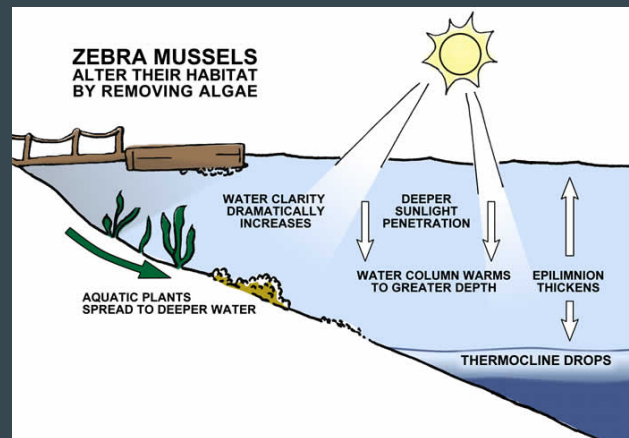 ZEBRA MUSSELS
ALTER THEIR HABITAT
BY REMOVING ALGAE
WATER CLARITY
DRAMATICALLY
INCREASES
DEEPER
SUNLIGHT
PENETRATION
WATER COLUMN WARMS
TO GREATER DEPTH
EPILIMNION
THICKENS
AQUATIC PLANTS
SPREAD TO DEEPER WATER
THERMOCLINE DROPS